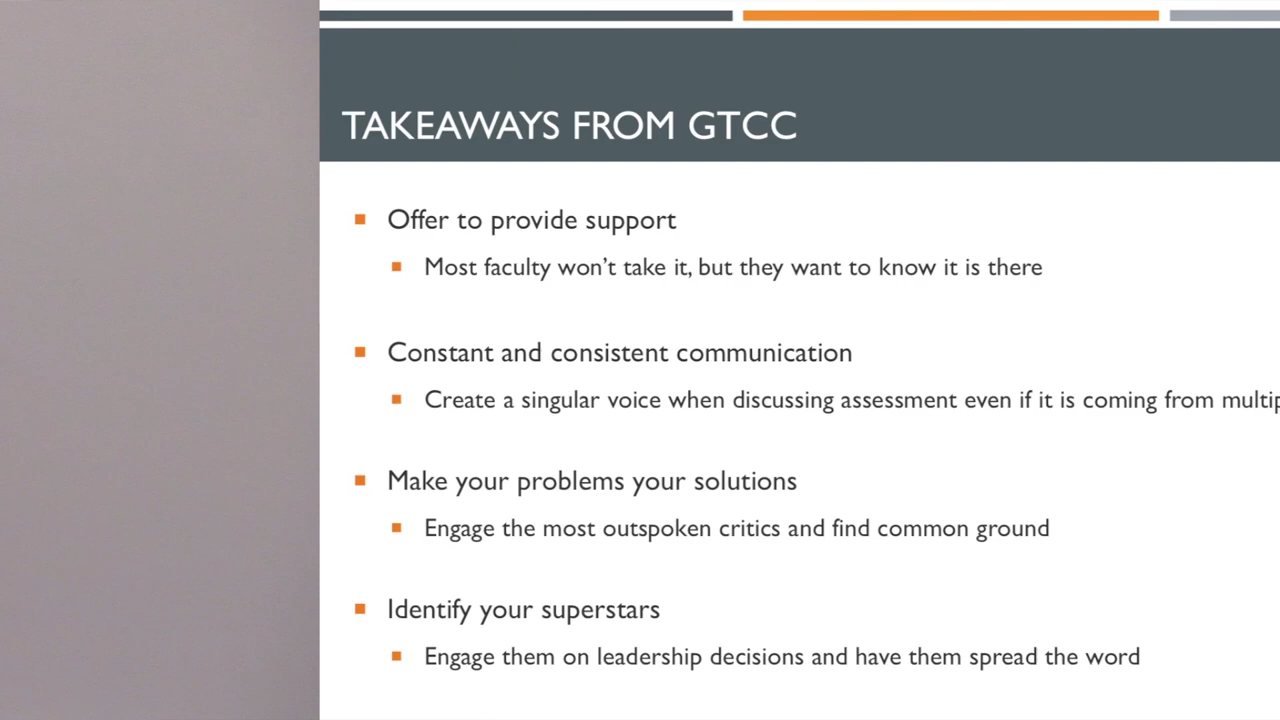 TAKEAWAYS FROM GTCC
Offer to provide support
Most faculty won't take it, but they want to know it is there
Constant and consistent communication
Create a singular voice when discussing assessment even if it is coming from
Make your problems your solutions
Engage the most outspoken critics and find common ground
Identify your superstars
Engage them on leadership decisions and have them spread the word